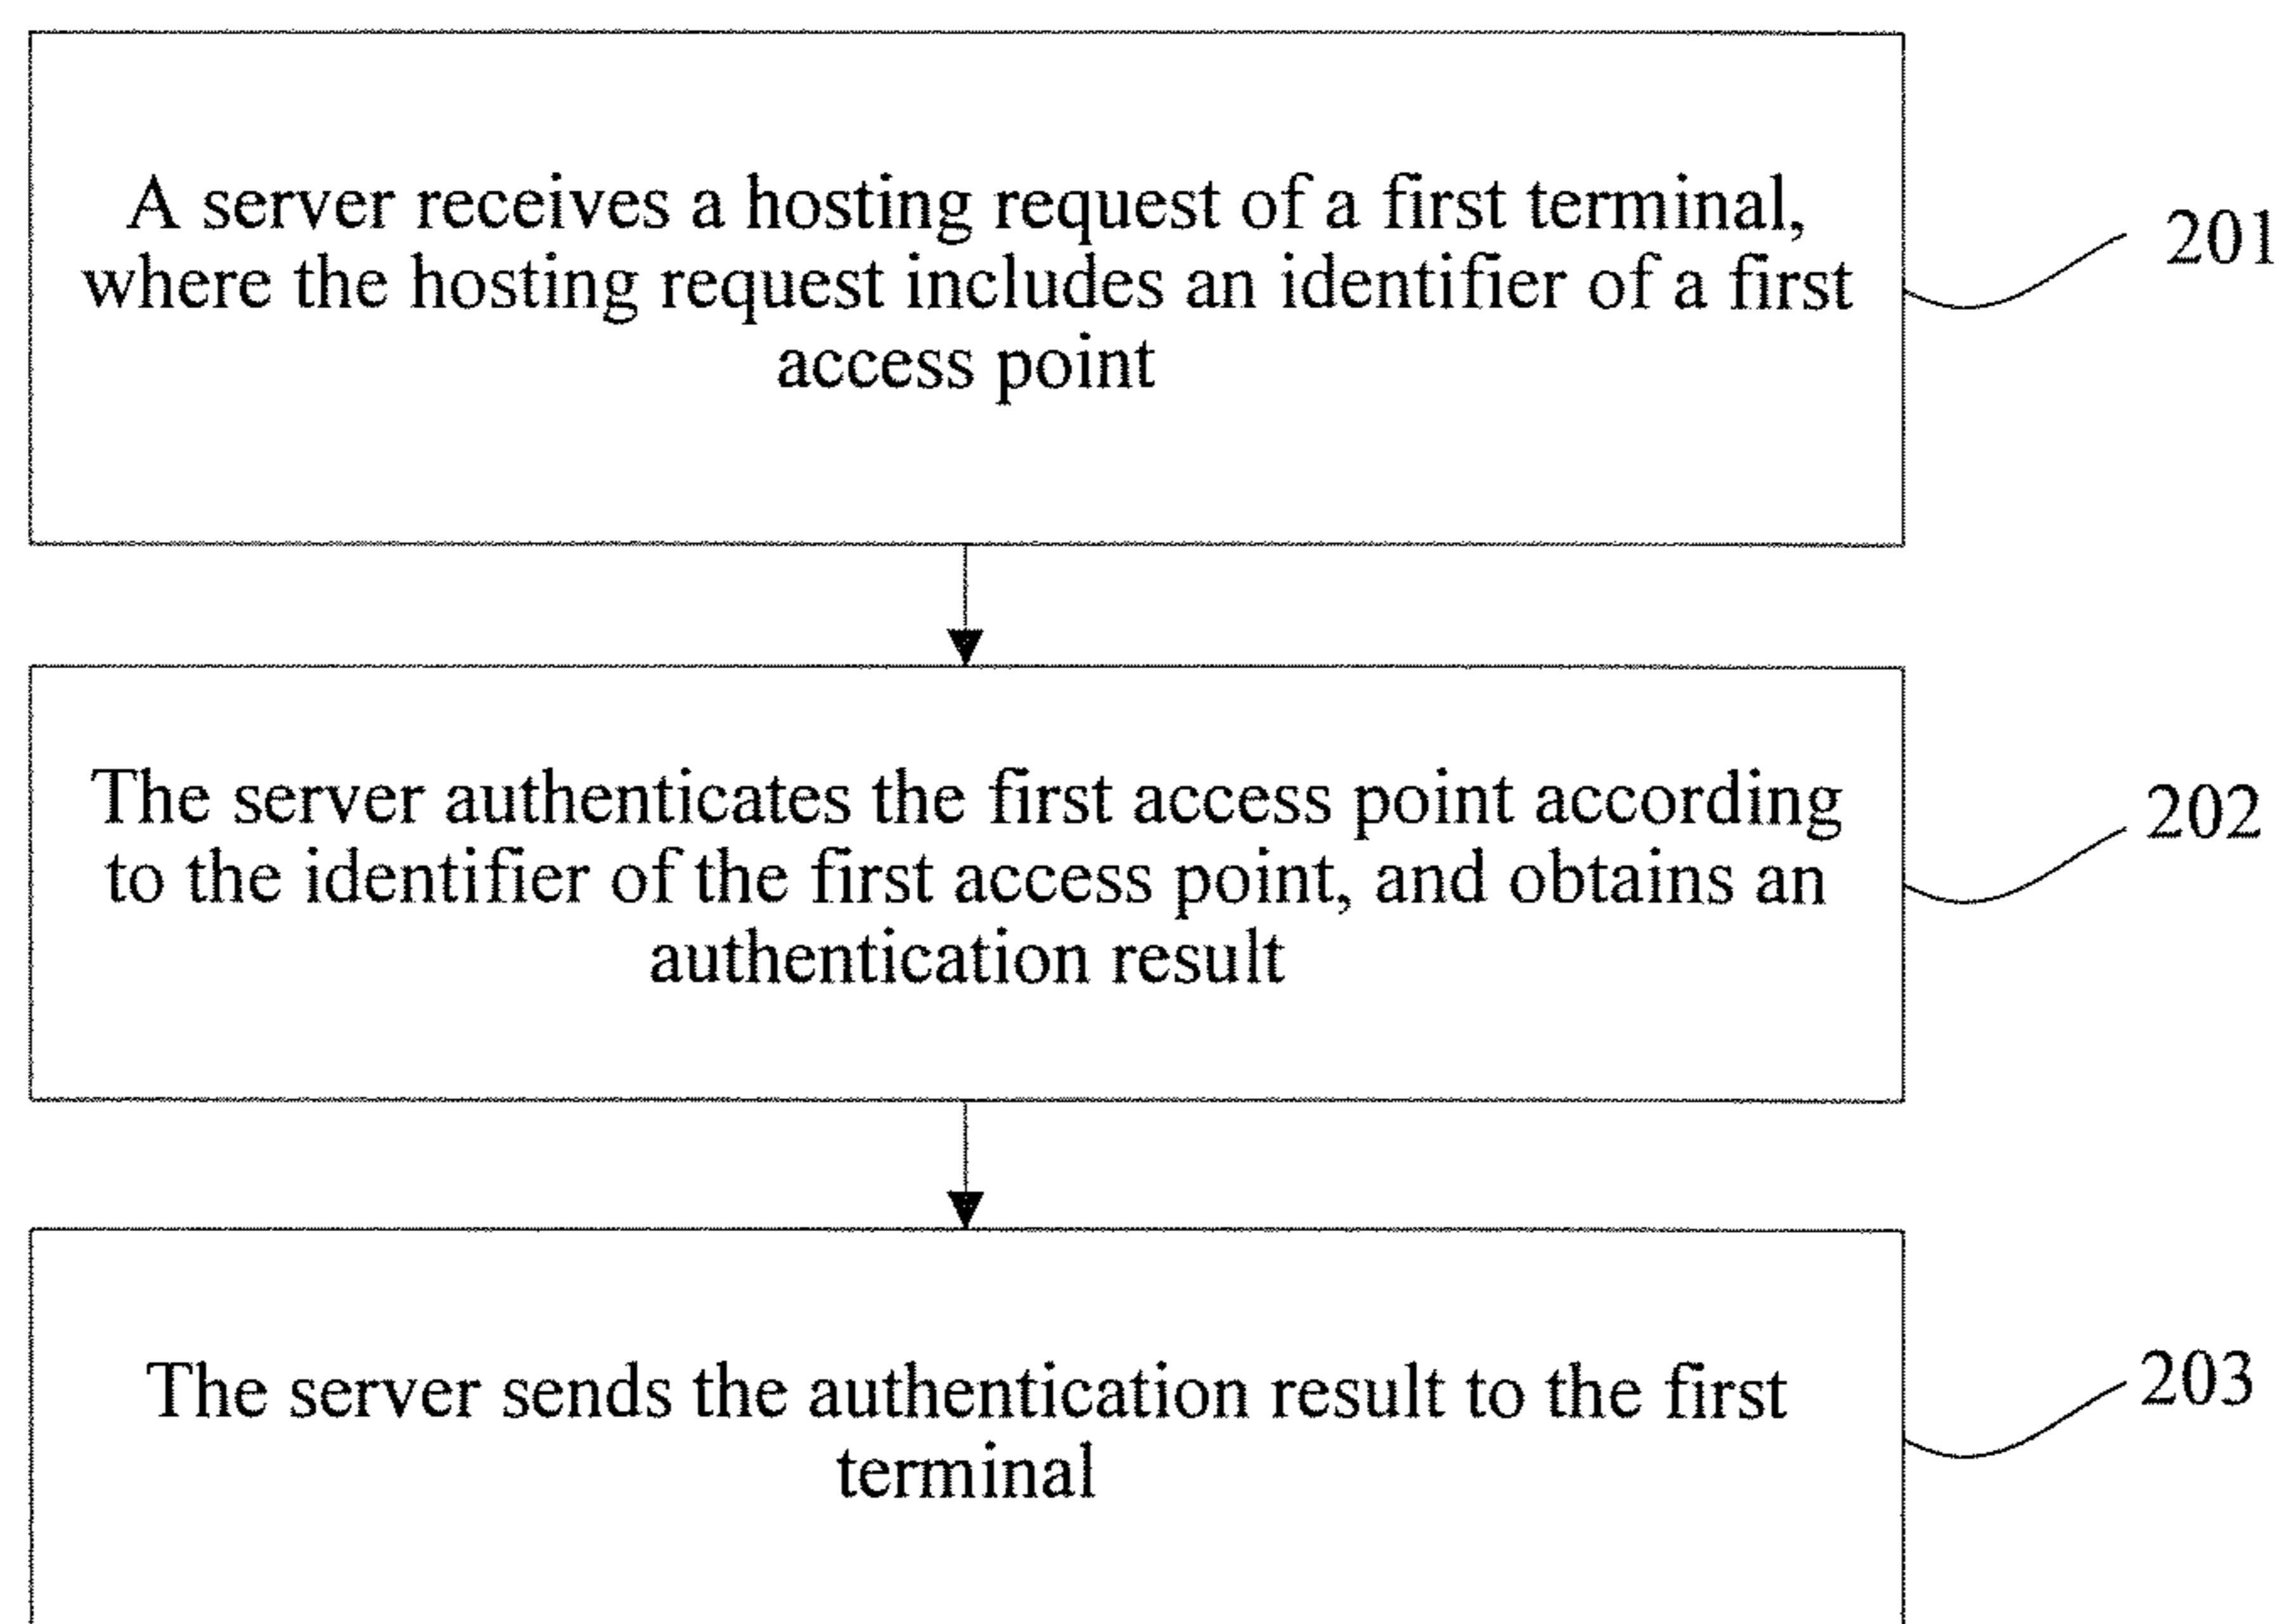 A server receives a hosting request of a first terminal,
where the hosting request includes an identifier of a first
access point
201
The server authenticates the first access point according
to the identifier of the first access point, and obtains an
authentication result
202
The server sends the authentication result to the first
terminal
203